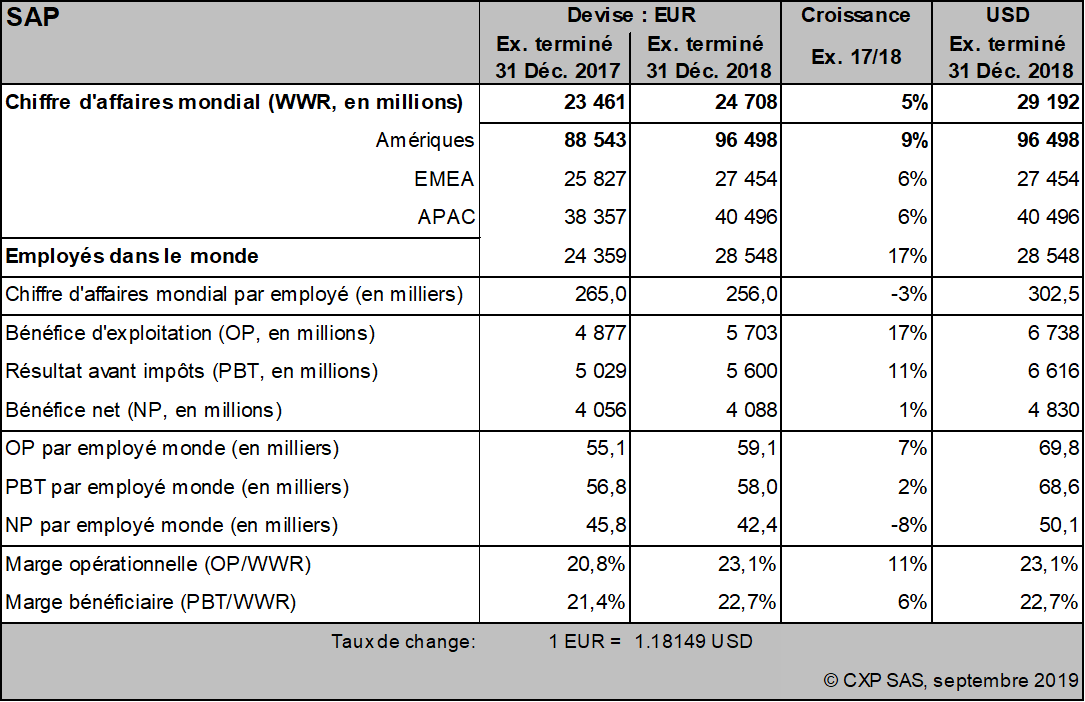 SAP Devise : EUR Croissance USD
Ex. terminé Ex. terminé Ex. 17/18 Ex. terminé
31 Déc. 2017 31 Déc. 2018 31 Déc. 2018
Chiffre d'affaires mondial (WWR, en millions) 23 461 24 708 5% 29 192
Amériques 88 543 96 498 9% 96 498
EMEA 25 827 27 454 6% 27 454
APAC 38 357 40 496 6% 40 496
Employés dans le monde 24 359 28 548 17% 28 548
Chiffre d'affaires mondial par employé (en milliers) 265,0 256,0 -3% 302,5
Bénéfice d'exploitation (OP, en millions) 4 877 5 703 17% 6 738
Résultat avant impôts (PBT, en millions) 5 029 5 600 11% 6 616
Bénéfice net (NP, en millions) 4 056 4 088 1% 4 830
OP par employé monde (en milliers) 55,1 59,1 7% 69,8
PBT par employé monde (en milliers) 56,8 58,0 2% 68,6
NP par employé monde (en milliers) 45,8 42,4 -8% 50,1
Marge opérationnelle (OP/WWR) 20,8% 23,1% 11% 23,1%
Marge bénéficiaire (PBT/WWR) 21,4% 22,7% 6% 22,7%
Taux de change: 1 EUR = 1.18149 USD
© CXP SAS, septembre 2019